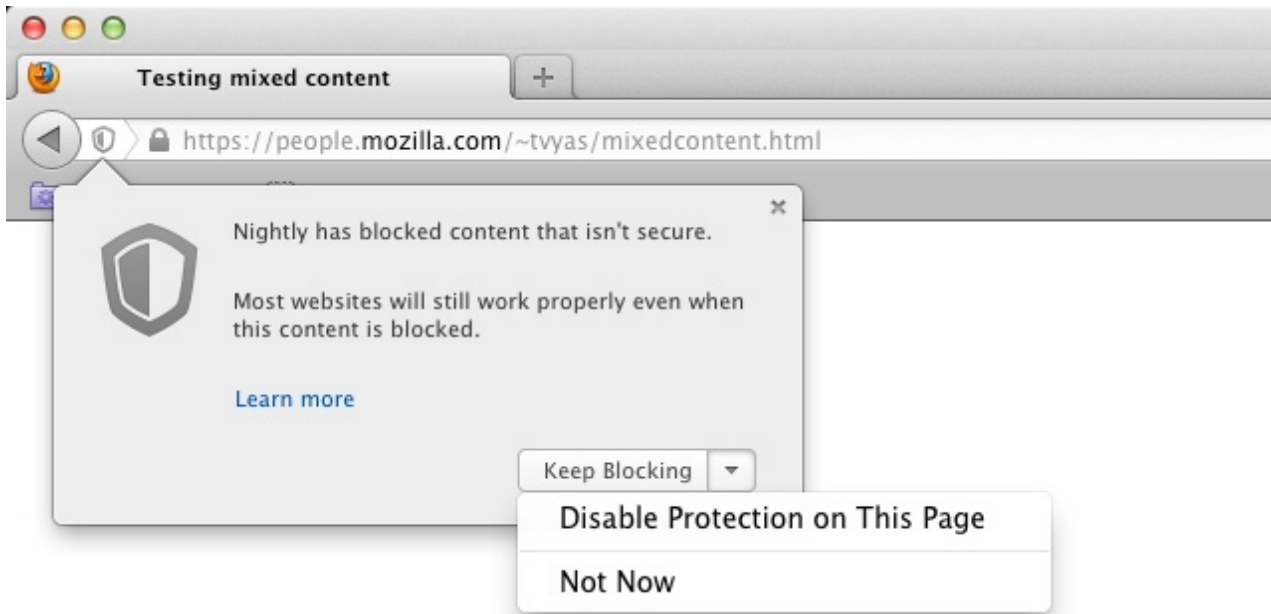 Testing mixed content
https://people.mozilla.com/~tvyas/mixedcontent.html
Nightly has blocked content that isn't secure.
Most websites will still work properly even when
this content is blocked.
Learn more
Keep Blocking
Disable Protection on This Page
Not Now